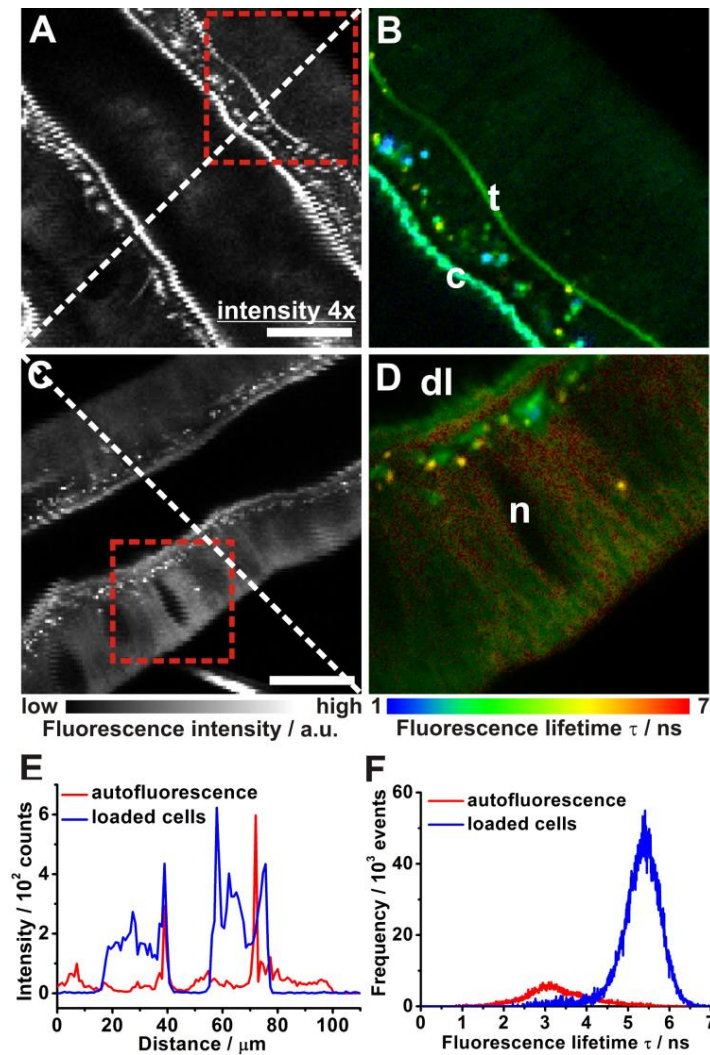 A
B
t
c
intensity 4x
C
D
dl
n
low high
Fluorescence intensity / a.u.
1 7
Fluorescence lifetime τ / ns
E
autofluorescence
loaded cells
6
4
2
0
Intensity / 10² counts
0 20 40 60 80 100
Distance / μm
F
autofluorescence
loaded cells
60
40
20
0
Frequency / 10³ events
0 1 2 3 4 5 6 7
Fluorescence lifetime τ / ns